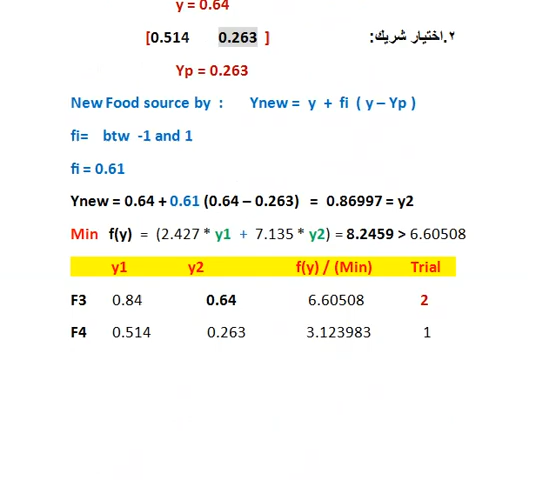 y = 0.64
٢.اختيار شريك: [0.514 0.263 ]
Yp = 0.263
New Food source by : Ynew = y + fi ( y – Yp )
fi= btw -1 and 1
fi = 0.61
Ynew = 0.64 + 0.61 (0.64 – 0.263) = 0.86997 = y2
Min f(y) = (2.427 * y1 + 7.135 * y2) = 8.2459 > 6.60508
y1 y2 f(y) / (Min) Trial
F3 0.84 0.64 6.60508 2
F4 0.514 0.263 3.123983 1